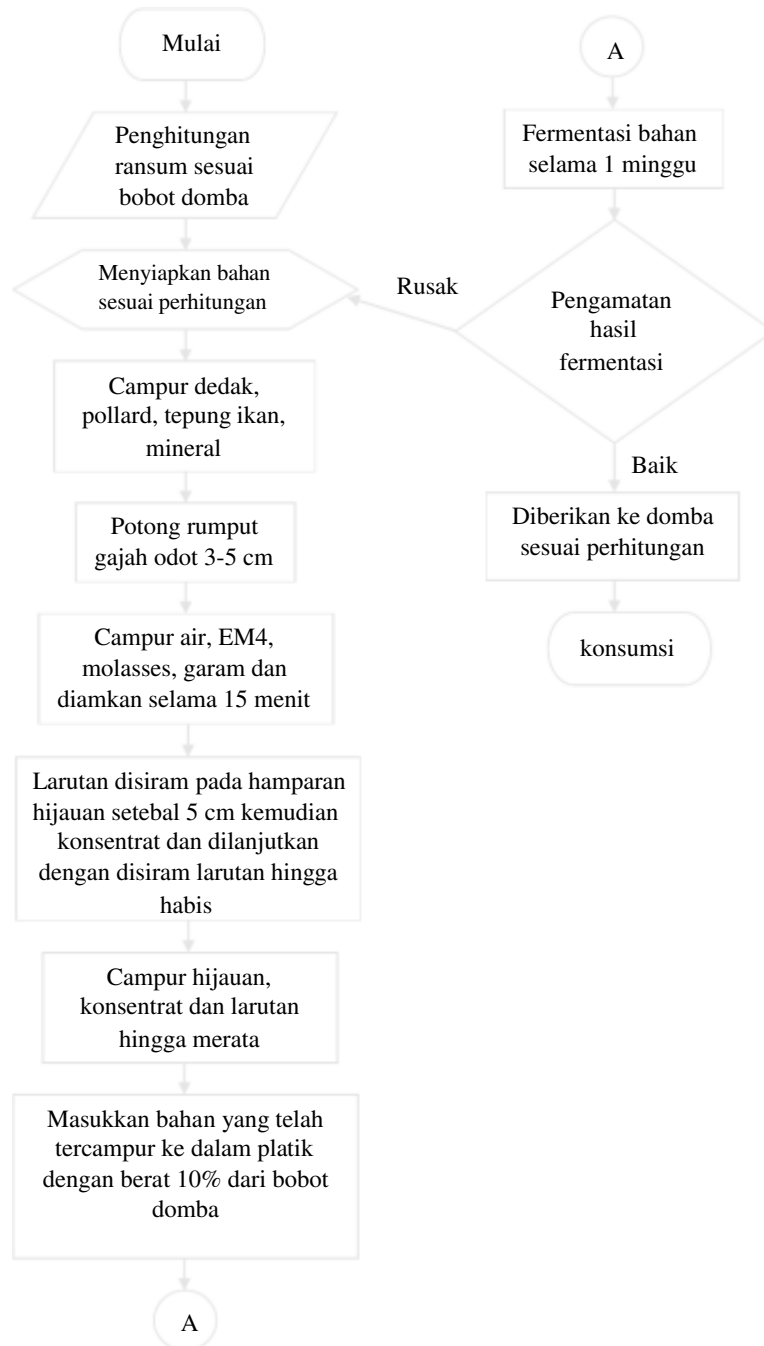 Mulai
Penghitungan
ransum sesuai
bobot domba
Menyiapkan bahan
sesuai perhitungan
Campur dedak,
pollard, tepung ikan,
mineral
Potong rumput
gajah odot 3-5 cm
Campur air, EM4,
molasses, garam dan
diamkan selama 15 menit
Larutan disiram pada hamparan
hijauan setebal 5 cm kemudian
konsentrat dan dilanjutkan
dengan disiram larutan hingga
habis
Campur hijauan,
konsentrat dan larutan
hingga merata
Masukkan bahan yang telah
tercampur ke dalam platik
dengan berat 10% dari bobot
domba
A
A
Fermentasi bahan
selama 1 minggu
Pengamatan
hasil
fermentasi
Rusak
Baik
Diberikan ke domba
sesuai perhitungan
konsumsi